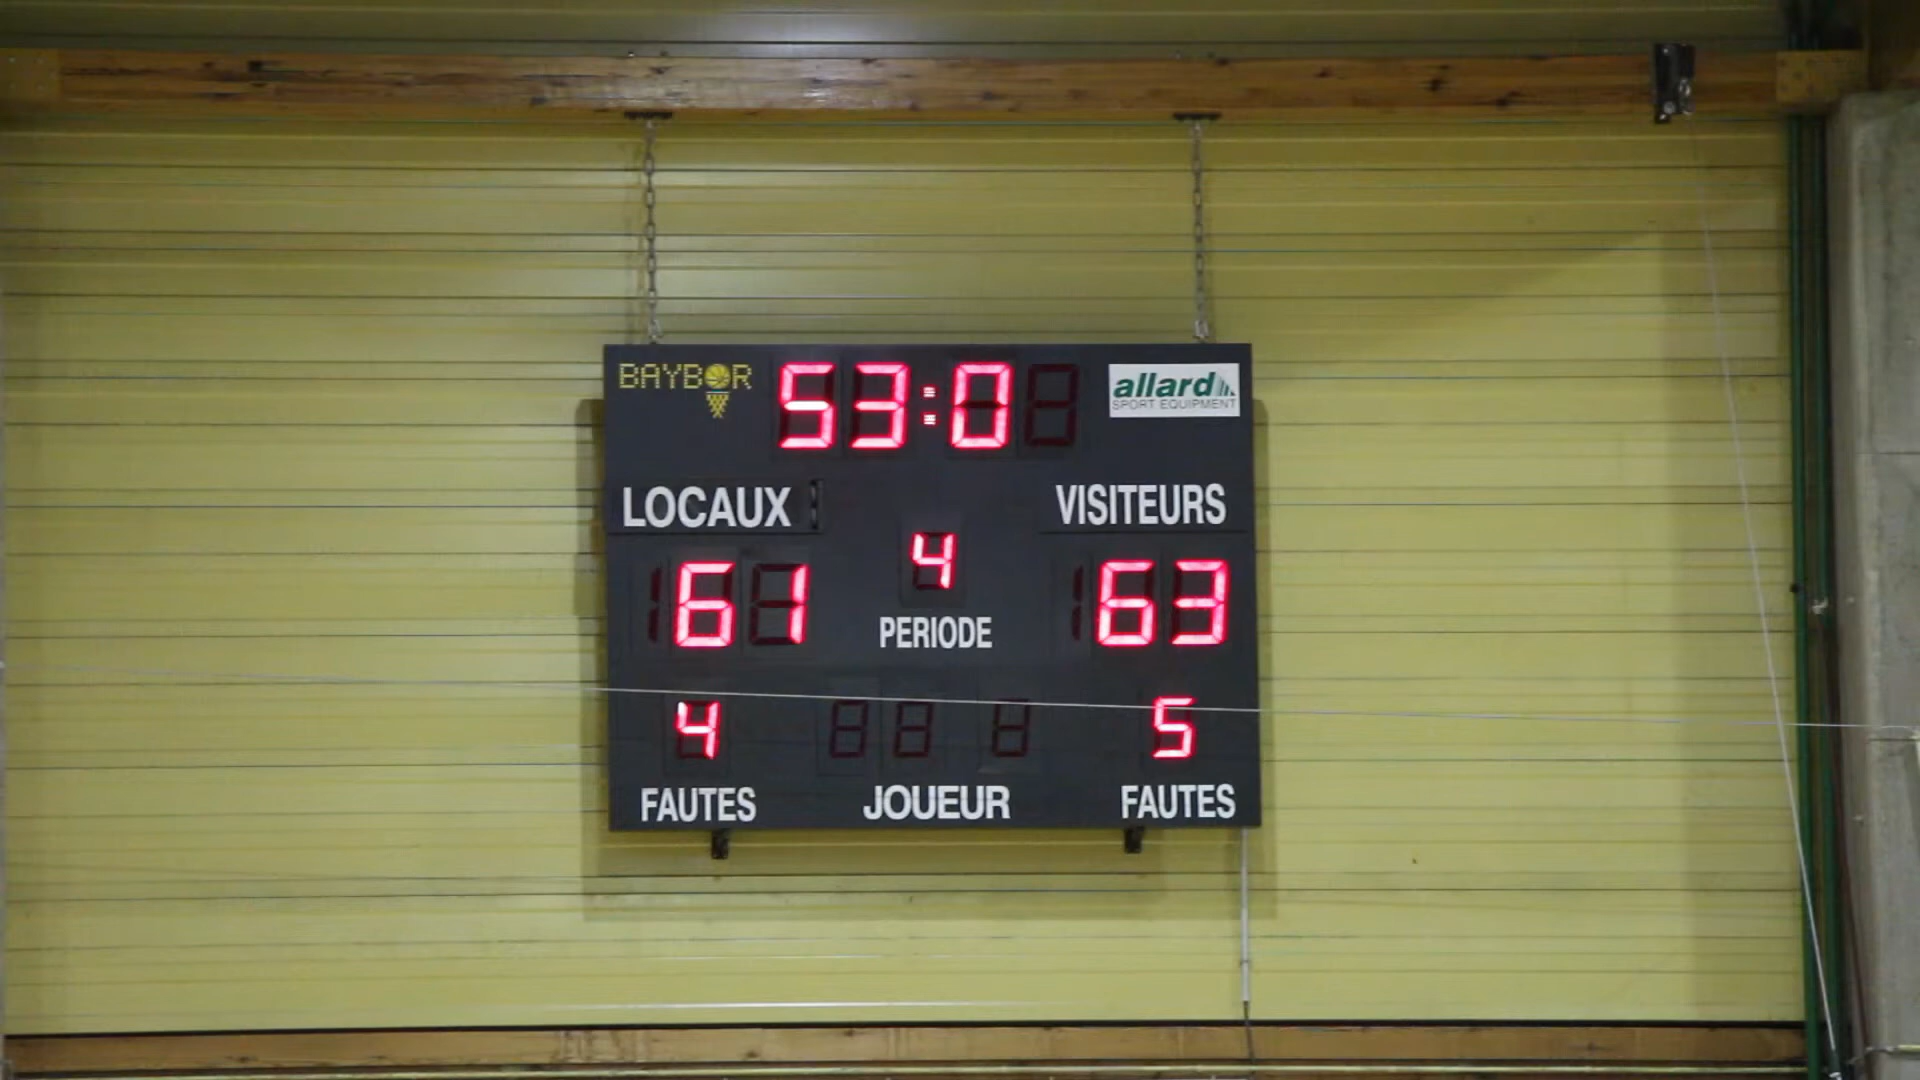 BAYBOR 53:0 allard
SPORT EQUIPMENT
LOCAUX VISITEURS
4
61 63
PERIODE
4 5
FAUTES JOUEUR FAUTES